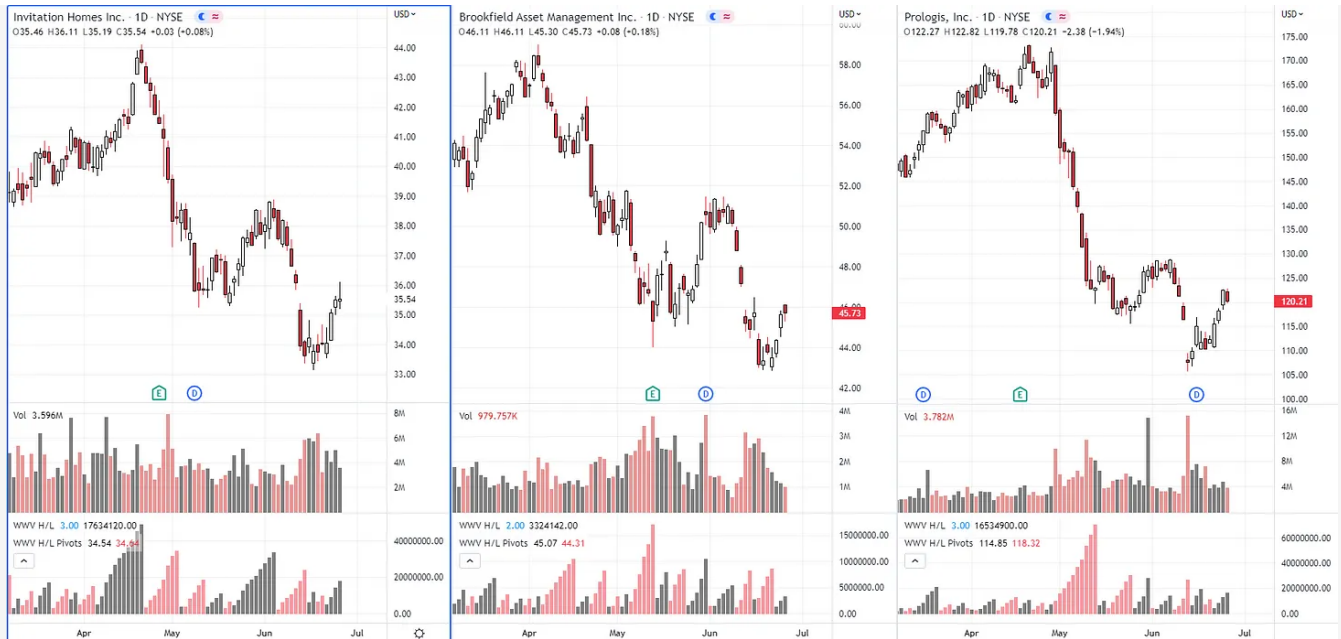 Invitation Homes Inc. · 1D · NYSE
O35.46 H36.11 L35.19 C35.54 +0.03 (+0.08%)
USD
44.00
43.00
42.00
41.00
40.00
39.00
38.00
37.00
36.00
35.54
35.00
34.00
33.00
E
D
Vol 3.596M
8M
6M
4M
2M
WWV H/L 3.00 17634120.00
WWV H/L Pivots 34.54 34.64
40000000.00
20000000.00
0.00
Apr May Jun Jul
Brookfield Asset Management Inc. · 1D · NYSE
O46.11 H46.11 L45.30 C45.73 +0.08 (+0.18%)
USD
60.00
58.00
56.00
54.00
52.00
50.00
48.00
46.00
45.73
44.00
42.00
E
D
Vol 979.757K
4M
3M
2M
1M
WWV H/L 2.00 3324142.00
WWV H/L Pivots 45.07 44.31
15000000.00
10000000.00
5000000.00
0.00
Apr May Jun Jul
Prologis, Inc. · 1D · NYSE
O122.27 H122.82 L119.78 C120.21 −2.38 (−1.94%)
USD
175.00
170.00
165.00
160.00
155.00
150.00
145.00
140.00
135.00
130.00
125.00
120.21
115.00
110.00
105.00
100.00
D
E
D
Vol 3.782M
16M
12M
8M
4M
WWV H/L 3.00 16534900.00
WWV H/L Pivots 114.85 118.32
60000000.00
40000000.00
20000000.00
0.00
Apr May Jun Jul